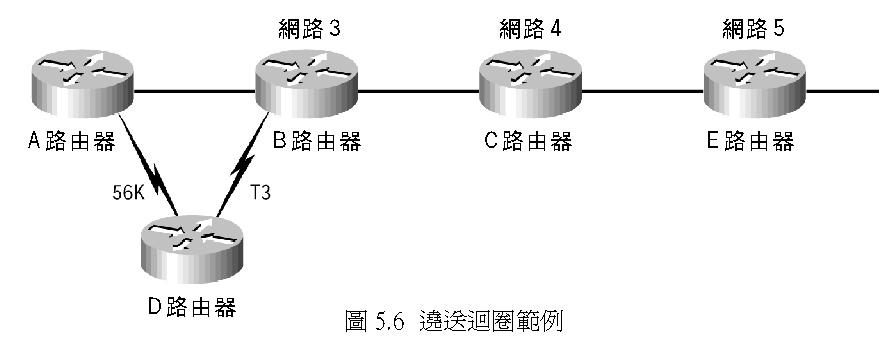 網路 3
網路 4
網路 5
A 路由器
B 路由器
C 路由器
E 路由器
56K
T3
D 路由器
圖 5.6 遶送迴圈範例